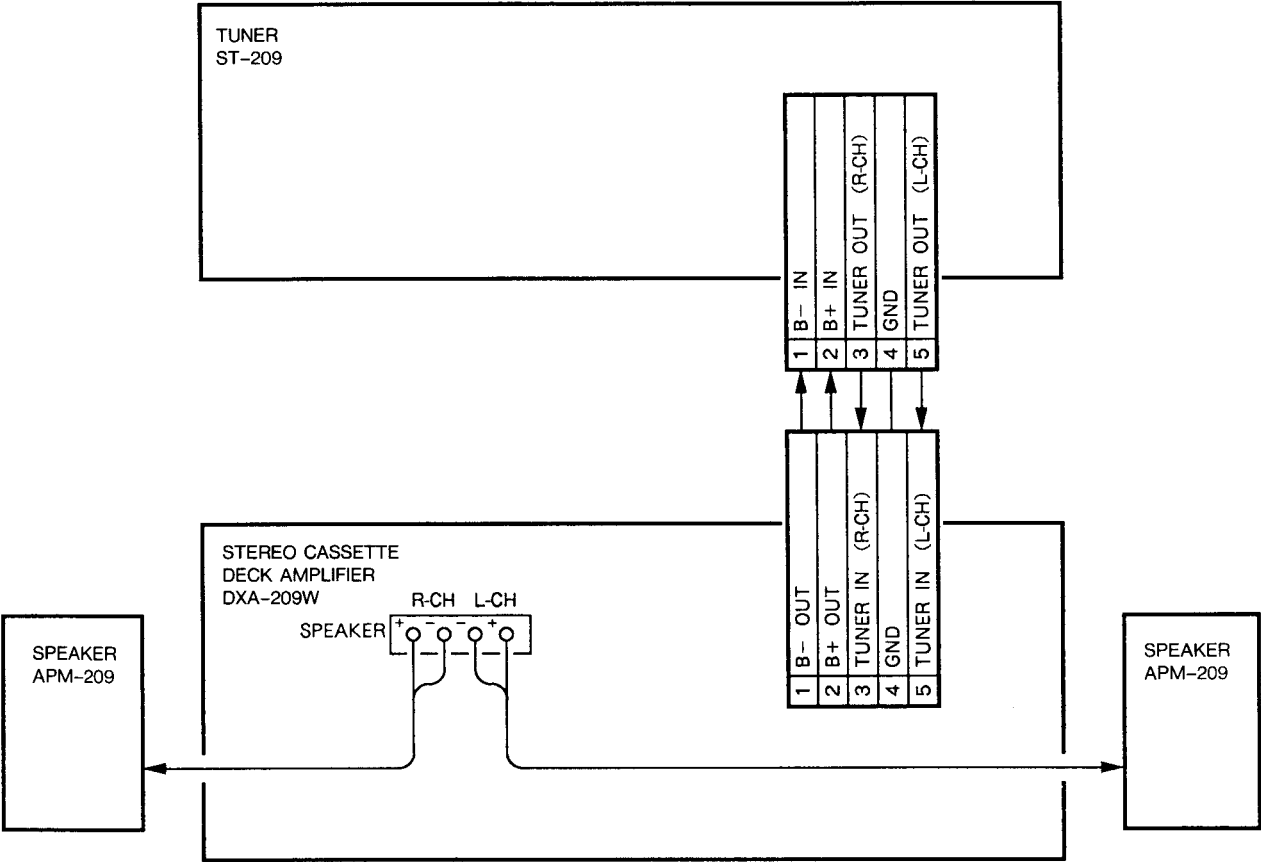 TUNER
ST-209
1 B- IN
2 B+ IN
3 TUNER OUT (R-CH)
4 GND
5 TUNER OUT (L-CH)
STEREO CASSETTE
DECK AMPLIFIER
DXA-209W
R-CH L-CH
SPEAKER + - - +
1 B- OUT
2 B+ OUT
3 TUNER IN (R-CH)
4 GND
5 TUNER IN (L-CH)
SPEAKER
APM-209
SPEAKER
APM-209